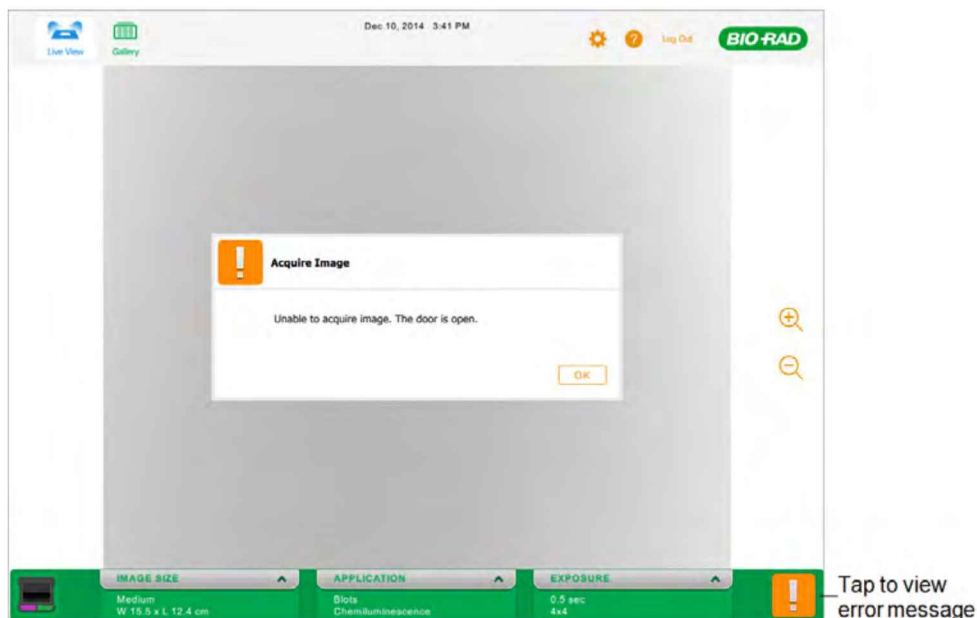 Dec 10, 2014 3:41 PM
Live View
Gallery
?
Log Out
BIO-RAD
!
Acquire Image
Unable to acquire image. The door is open.
OK
IMAGE SIZE
Medium
W 15.5 x L 12.4 cm
APPLICATION
Blots
Chemiluminescence
EXPOSURE
0.5 sec
4x4
!
Tap to view
error message